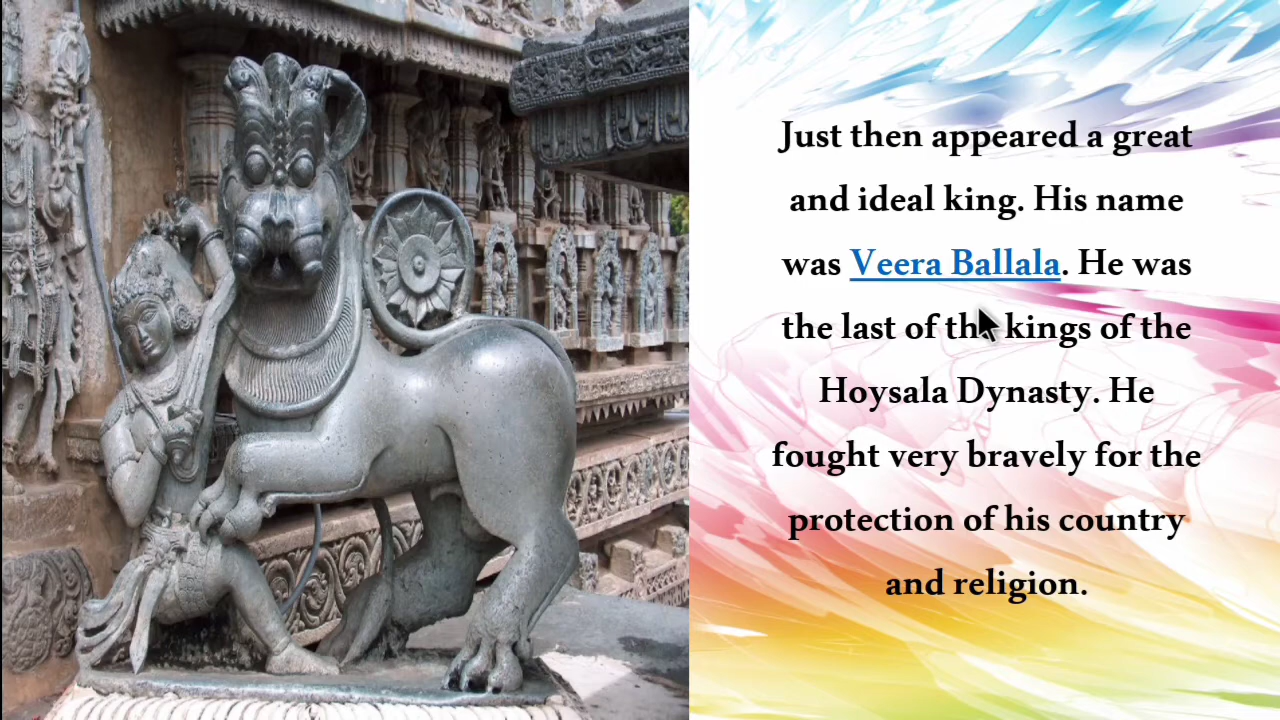 Just then appeared a great
and ideal king. His name
was Veera Ballala. He was
the last of the kings of the
Hoysala Dynasty. He
fought very bravely for the
protection of his country
and religion.